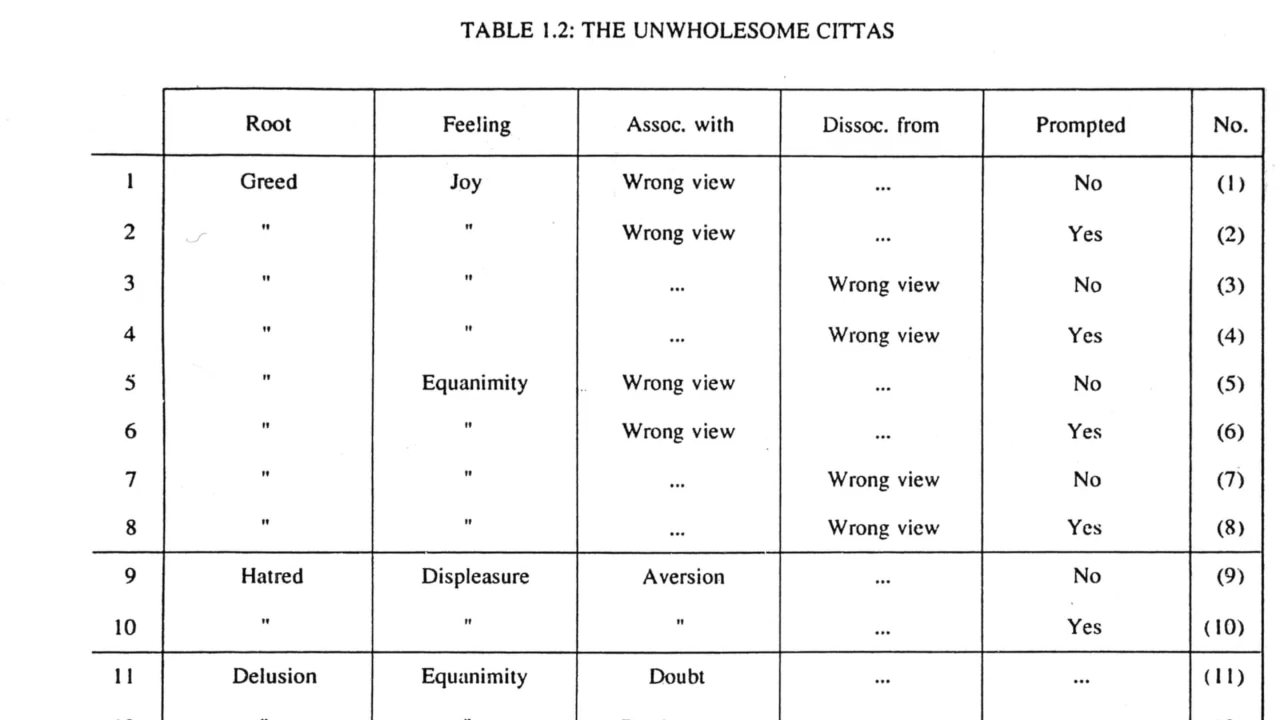 TABLE 1.2: THE UNWHOLESOME CITTAS
Root Feeling Assoc. with Dissoc. from Prompted No.
1 Greed Joy Wrong view ... No (1)
2 " " Wrong view ... Yes (2)
3 " " ... Wrong view No (3)
4 " " ... Wrong view Yes (4)
5 " Equanimity Wrong view ... No (5)
6 " " Wrong view ... Yes (6)
7 " " ... Wrong view No (7)
8 " " ... Wrong view Yes (8)
9 Hatred Displeasure Aversion ... No (9)
10 " " " ... Yes (10)
11 Delusion Equanimity Doubt ... ... (11)